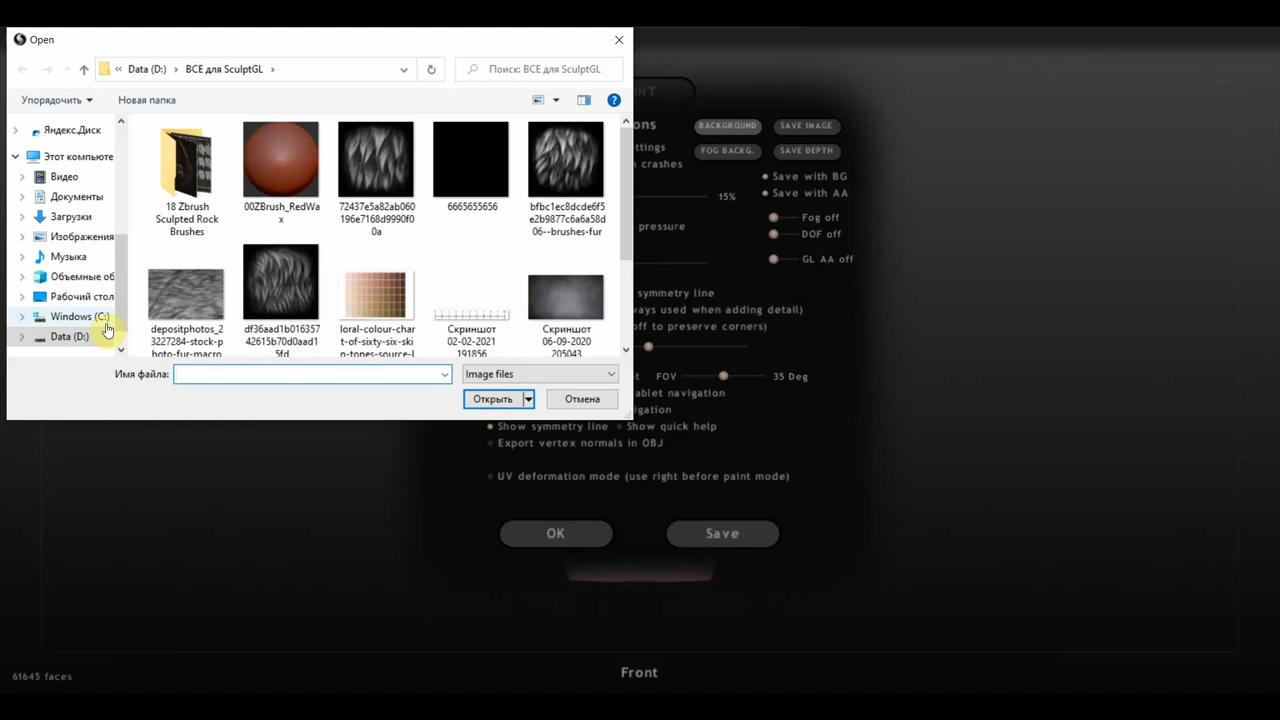 Open
Data (D:) › ВСЕ для SculptGL ›
Поиск: ВСЕ для SculptGL
Упорядочить
Новая папка
Яндекс.Диск
Этот компьюте
Видео
Документы
Загрузки
Изображения
Музыка
Объемные об
Рабочий стол
Windows (C:)
Data (D:)
18 Zbrush
Sculpted Rock
Brushes
00ZBrush_RedWa
x
72437e5a82ab060
196e7168d9990f0
0a
6665655656
bfbc1ec8dcde6f5
e2b9877c6a6a58d
06--brushes-fur
depositphotos_2
3227284-stock-p
hoto-fur-macro
df36aad1b016357
42615b70d0aad1
5fd
loral-colour-char
t-of-sixty-six-ski
n-tones-source-l
Скриншот
02-02-2021
191856
Скриншот
06-09-2020
205043
Имя файла:
Image files
Открыть
Отмена
NT
ons
BACKGROUND
SAVE IMAGE
ettings
FOG BACKG.
SAVE DEPTH
n crashes
Save with BG
15%
Save with AA
Fog off
pressure
DOF off
GL AA off
symmetry line
ways used when adding detail)
off to preserve corners)
t FOV 35 Deg
ablet navigation
igation
Show symmetry line
Show quick help
Export vertex normals in OBJ
UV deformation mode (use right before paint mode)
OK
Save
61645 faces
Front